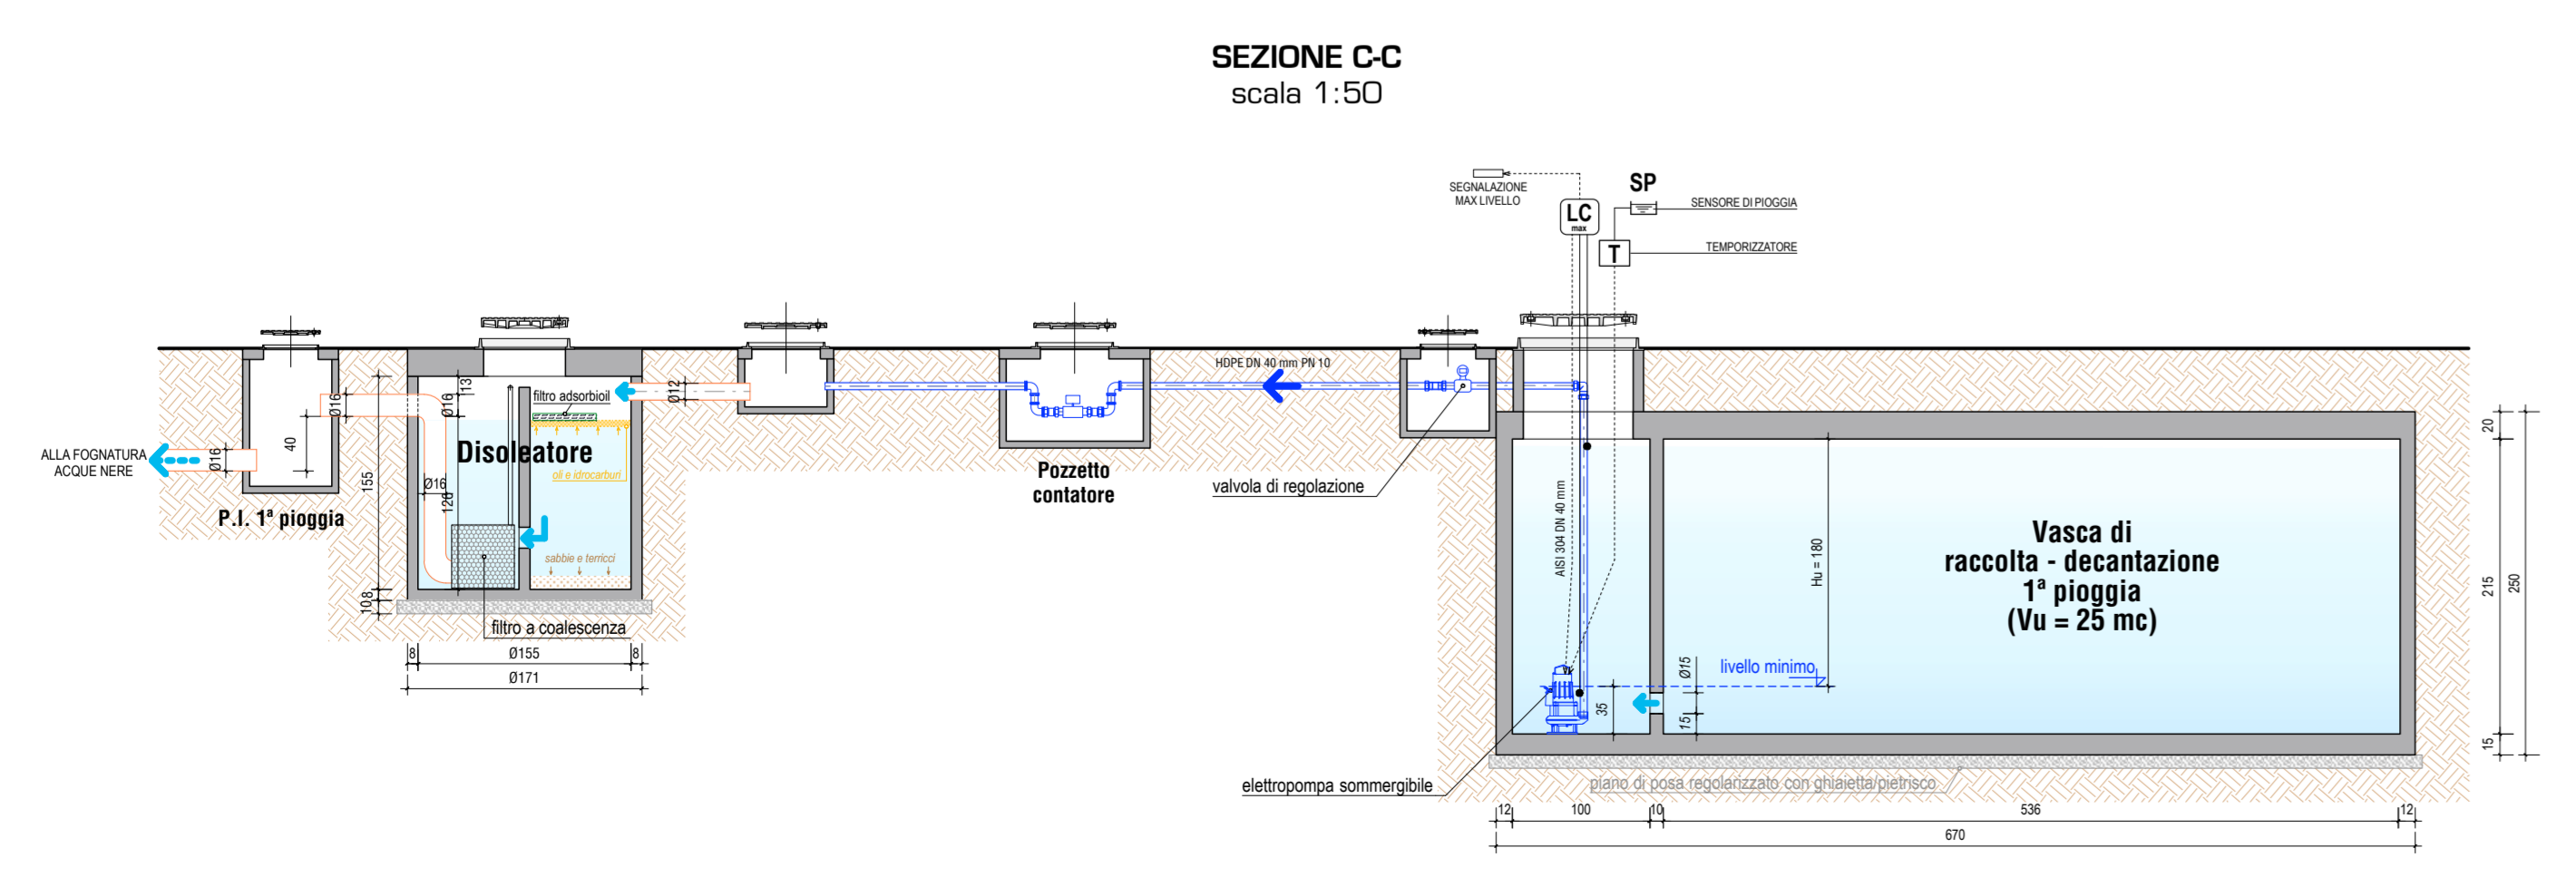 SEZIONE C-C
scala 1:50
SEGNALAZIONE
MAX LIVELLO
SP
SENSORE DI PIOGGIA
LC
max
T
TEMPORIZZATORE
HDPE DN 40 mm PN 10
ALLA FOGNATURA
ACQUE NERE
Ø16
40
Ø16
P.I. 1ª pioggia
155
8
10
13
Ø16
Ø16
120
Disoleatore
filtro adsorbioil
oli e idrocarburi
sabbie e terricci
filtro a coalescenza
Ø12
8
Ø155
8
Ø171
Pozzetto
contatore
valvola di regolazione
AISI 304 DN 40 mm
elettropompa sommergibile
35
Ø15
15
livello minimo
Hu = 180
Vasca di
raccolta - decantazione
1ª pioggia
(Vu = 25 mc)
piano di posa regolarizzato con ghiaietta/pietrisco
20
215
15
250
12
100
10
536
12
670